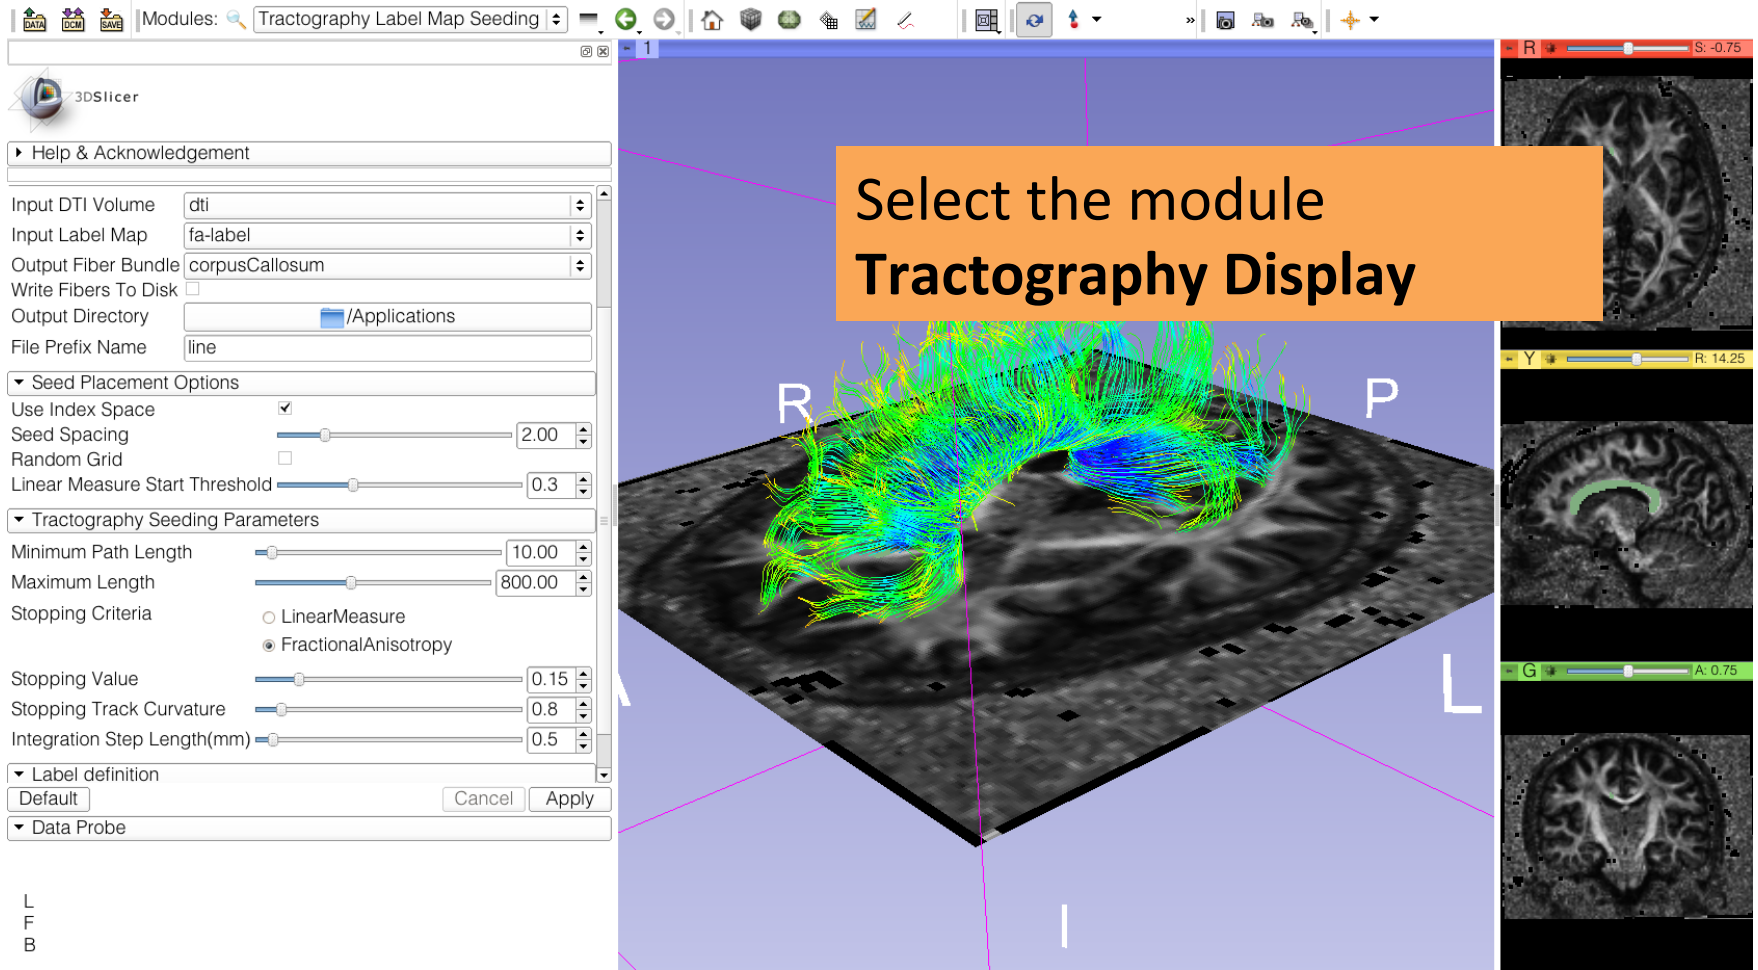 DATA
DCM
SAVE
Modules:
Tractography Label Map Seeding
1
R
S: -0.75
3DSlicer
Help & Acknowledgement
Select the module
Tractography Display
Input DTI Volume
dti
Input Label Map
fa-label
Output Fiber Bundle
corpusCallosum
Write Fibers To Disk
Output Directory
/Applications
File Prefix Name
line
Seed Placement Options
Use Index Space
Seed Spacing
2.00
Random Grid
Linear Measure Start Threshold
0.3
Tractography Seeding Parameters
Minimum Path Length
10.00
Maximum Length
800.00
Stopping Criteria
LinearMeasure
FractionalAnisotropy
Stopping Value
0.15
Stopping Track Curvature
0.8
Integration Step Length(mm)
0.5
Label definition
Default
Cancel
Apply
Data Probe
L
F
B
R
P
A
L
I
Y
R: 14.25
G
A: 0.75